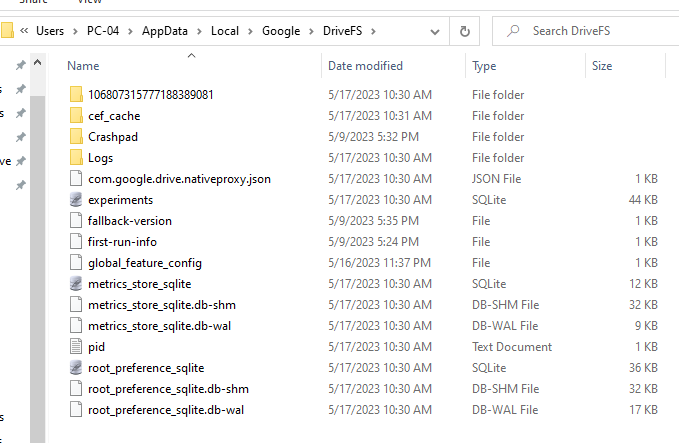 Share View
« Users > PC-04 > AppData > Local > Google > DriveFS >
Search DriveFS
Name Date modified Type Size
106807315777188389081 5/17/2023 10:30 AM File folder
cef_cache 5/17/2023 10:31 AM File folder
Crashpad 5/9/2023 5:32 PM File folder
Logs 5/17/2023 10:30 AM File folder
com.google.drive.nativeproxy.json 5/17/2023 10:30 AM JSON File 1 KB
experiments 5/17/2023 10:30 AM SQLite 44 KB
fallback-version 5/9/2023 5:35 PM File 1 KB
first-run-info 5/9/2023 5:24 PM File 1 KB
global_feature_config 5/16/2023 11:37 PM File 1 KB
metrics_store_sqlite 5/17/2023 10:30 AM SQLite 12 KB
metrics_store_sqlite.db-shm 5/17/2023 10:30 AM DB-SHM File 32 KB
metrics_store_sqlite.db-wal 5/17/2023 10:30 AM DB-WAL File 9 KB
pid 5/17/2023 10:30 AM Text Document 1 KB
root_preference_sqlite 5/17/2023 10:30 AM SQLite 36 KB
root_preference_sqlite.db-shm 5/17/2023 10:30 AM DB-SHM File 32 KB
root_preference_sqlite.db-wal 5/17/2023 10:30 AM DB-WAL File 17 KB